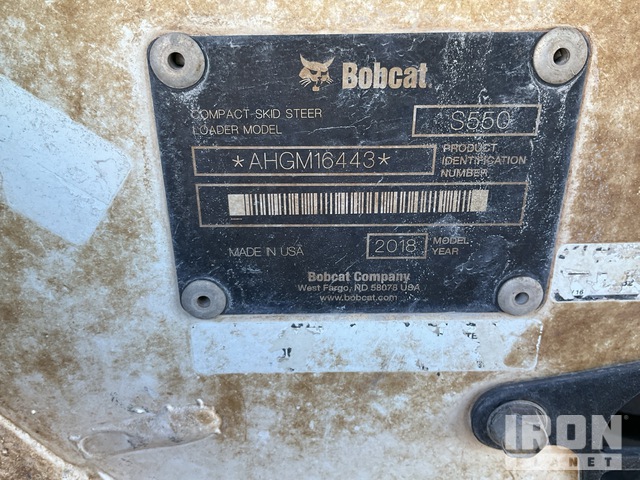 Bobcat.
COMPACT-SKID STEER
LOADER MODEL
S550
*AHGM16443*
PRODUCT
IDENTIFICATION
NUMBER
MADE IN USA
2018
MODEL
YEAR
Bobcat Company
West Fargo, ND 58078 USA
www.bobcat.com
IRON
PLANET